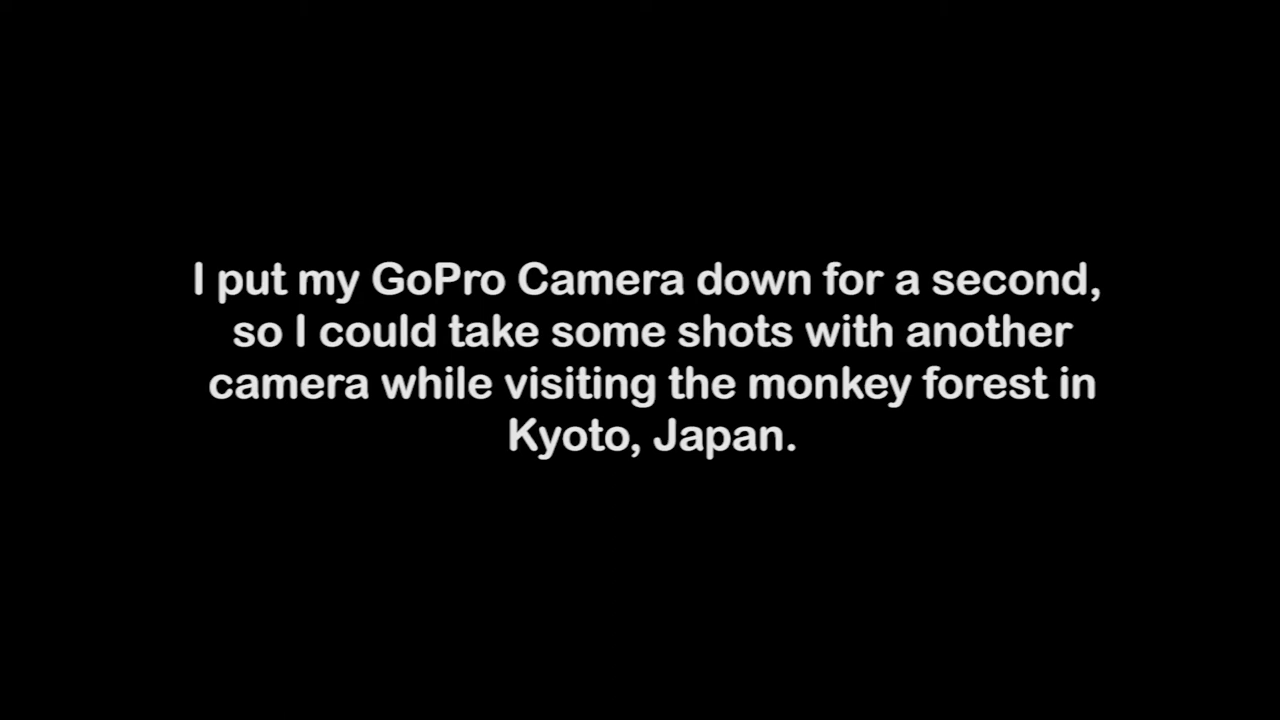 I put my GoPro Camera down for a second,
so I could take some shots with another
camera while visiting the monkey forest in
Kyoto, Japan.